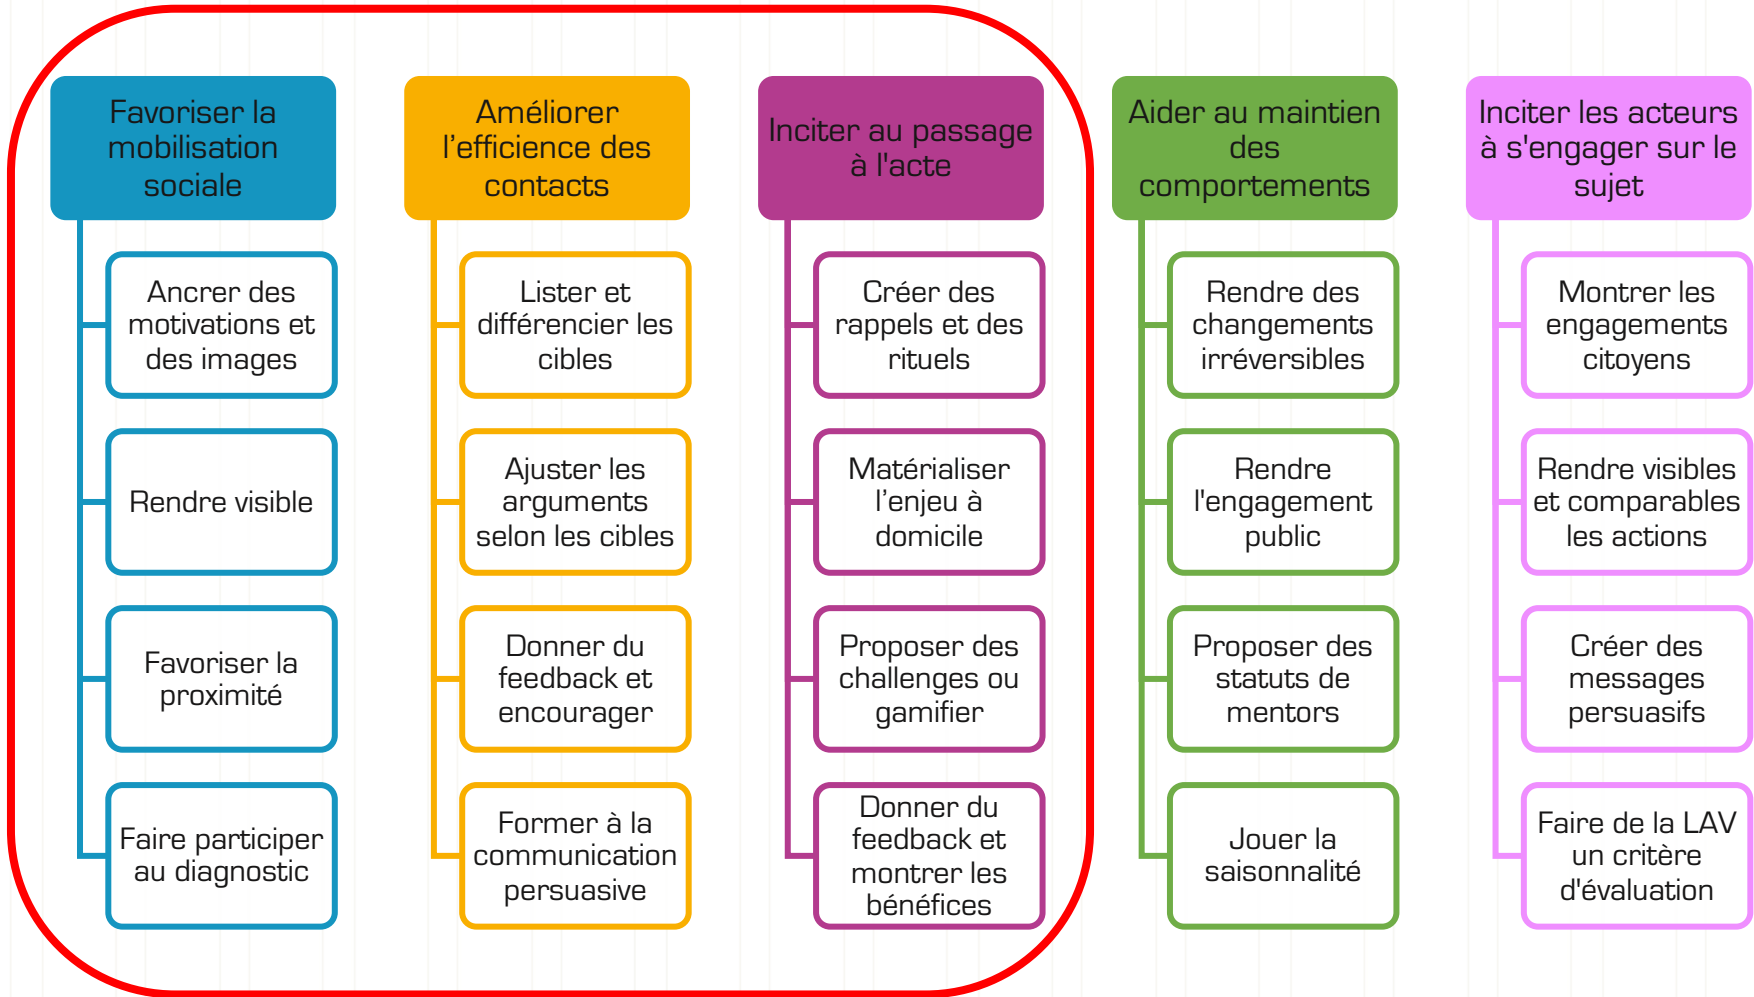 Favoriser la
mobilisation
sociale
Ancrer des
motivations et
des images
Rendre visible
Favoriser la
proximité
Faire participer
au diagnostic
Améliorer
l’efficience des
contacts
Lister et
différencier les
cibles
Ajuster les
arguments
selon les cibles
Donner du
feedback et
encourager
Former à la
communication
persuasive
Inciter au passage
à l'acte
Créer des
rappels et des
rituels
Matérialiser
l’enjeu à
domicile
Proposer des
challenges ou
gamifier
Donner du
feedback et
montrer les
bénéfices
Aider au maintien
des
comportements
Rendre des
changements
irréversibles
Rendre
l'engagement
public
Proposer des
statuts de
mentors
Jouer la
saisonnalité
Inciter les acteurs
à s'engager sur le
sujet
Montrer les
engagements
citoyens
Rendre visibles
et comparables
les actions
Créer des
messages
persuasifs
Faire de la LAV
un critère
d'évaluation